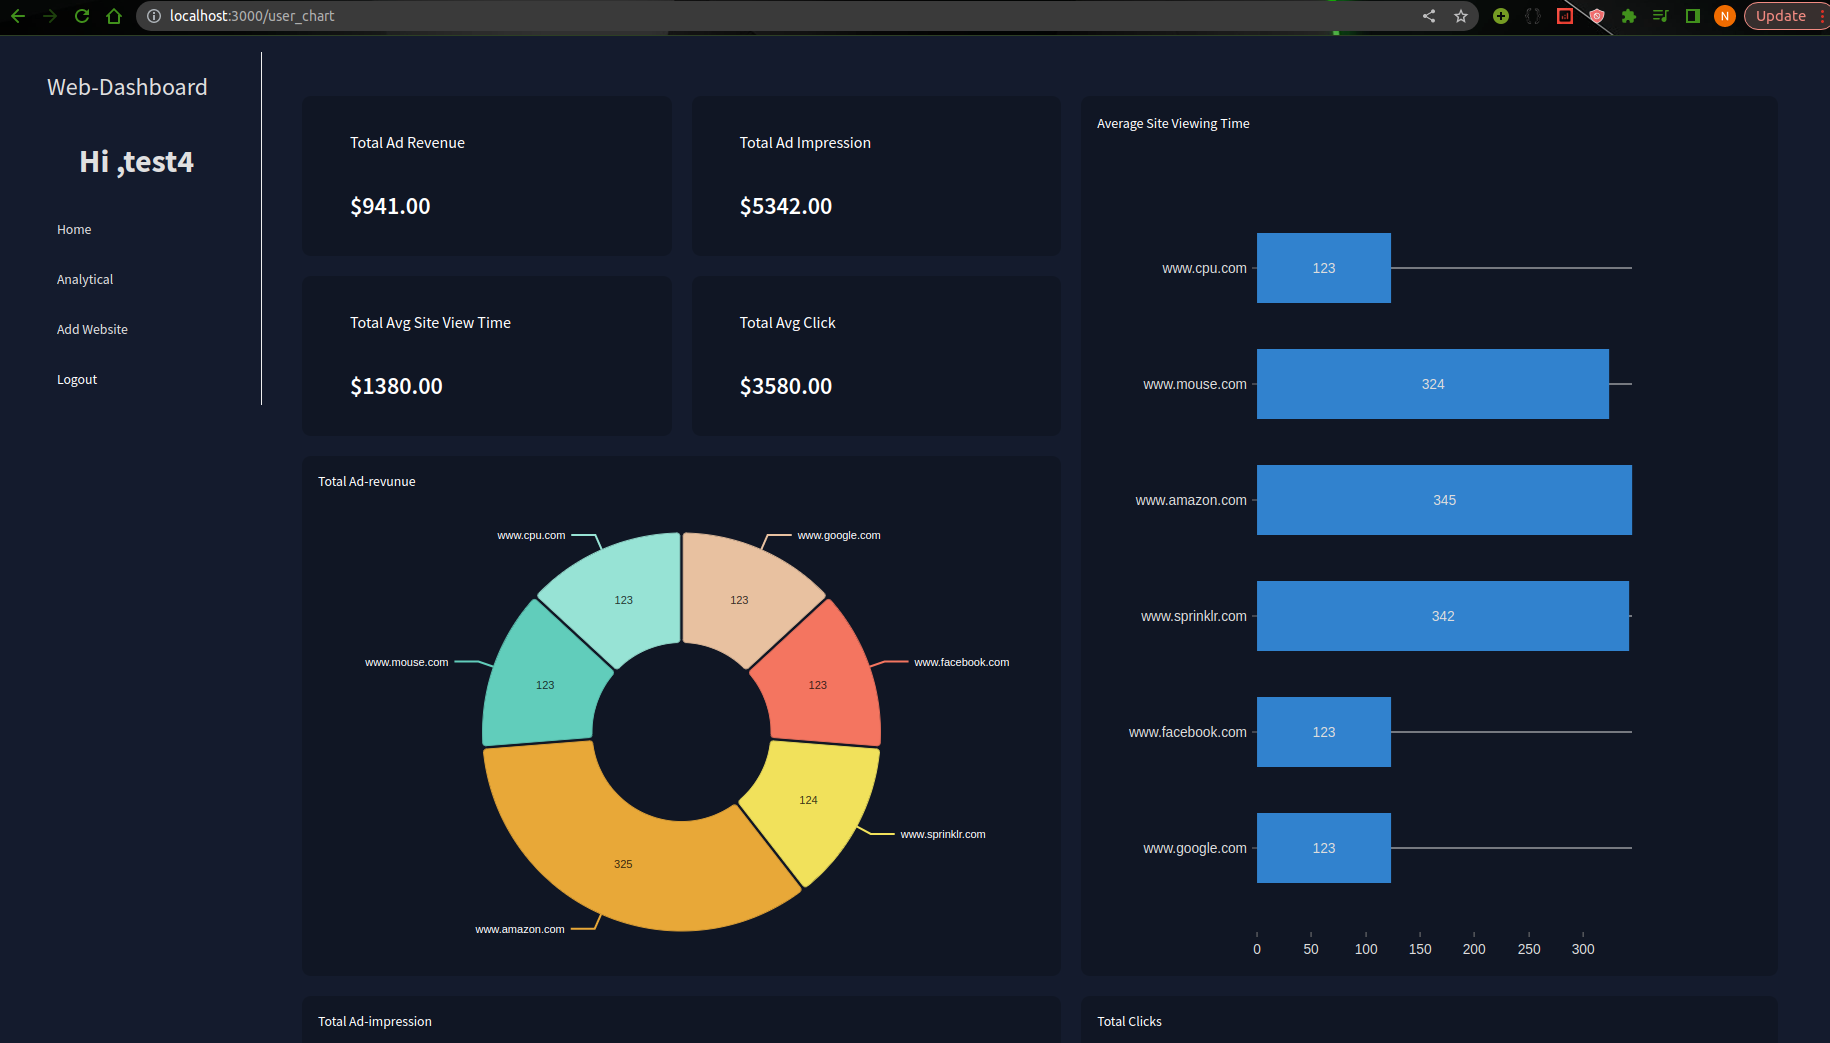 localhost:3000/user_chart
N
Update
Web-Dashboard
Hi ,test4
Home
Analytical
Add Website
Logout
Total Ad Revenue
$941.00
Total Ad Impression
$5342.00
Total Avg Site View Time
$1380.00
Total Avg Click
$3580.00
Total Ad-revunue
www.cpu.com
www.google.com
123
123
www.mouse.com
www.facebook.com
123
123
124
www.sprinklr.com
325
www.amazon.com
Average Site Viewing Time
www.cpu.com
123
www.mouse.com
324
www.amazon.com
345
www.sprinklr.com
342
www.facebook.com
123
www.google.com
123
0 50 100 150 200 250 300
Total Ad-impression
Total Clicks